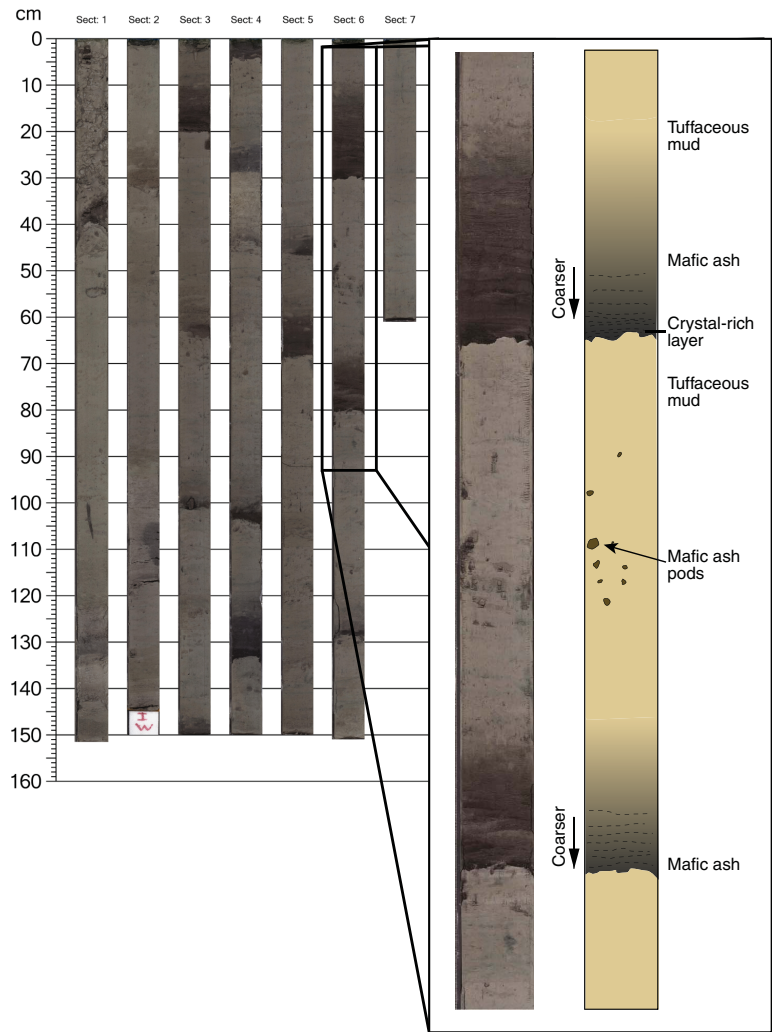 cm
Sect: 1
Sect: 2
Sect: 3
Sect: 4
Sect: 5
Sect: 6
Sect: 7
0
10
20
30
40
50
60
70
80
90
100
110
120
130
140
150
160
I
W
Tuffaceous
mud
Mafic ash
Coarser
Crystal-rich
layer
Tuffaceous
mud
Mafic ash
pods
Coarser
Mafic ash